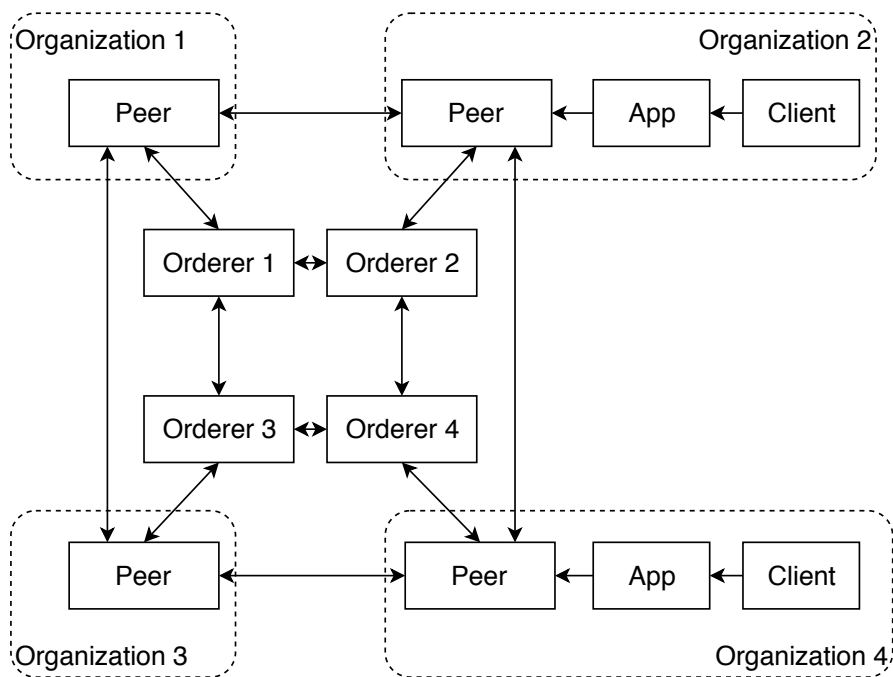 Organization 1
Organization 2
Peer
Peer
App
Client
Orderer 1
Orderer 2
Orderer 3
Orderer 4
Peer
Peer
App
Client
Organization 3
Organization 4